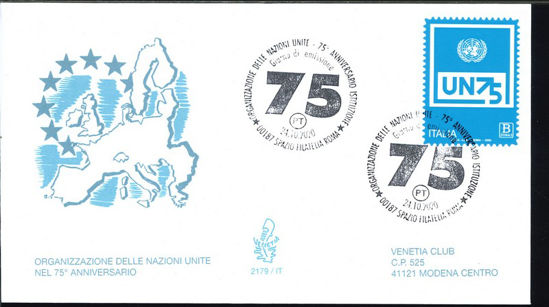 ORGANIZZAZIONE DELLE NAZIONI UNITE - 75° ANNIVERSARIO ISTITUZIONE
Giorno di emissione
75
PT
24.10.2020
00187 SPAZIO FILATELIA ROMA
UN75
ITALIA B
ORGANIZZAZIONE DELLE NAZIONI UNITE - 75° ANNIVERSARIO ISTITUZIONE
Giorno di
75
PT
24.10.2020
00187 SPAZIO FILATELIA ROMA
ORGANIZZAZIONE DELLE NAZIONI UNITE
NEL 75° ANNIVERSARIO
VENETIA
2179 / IT
VENETIA CLUB
C.P. 525
41121 MODENA CENTRO